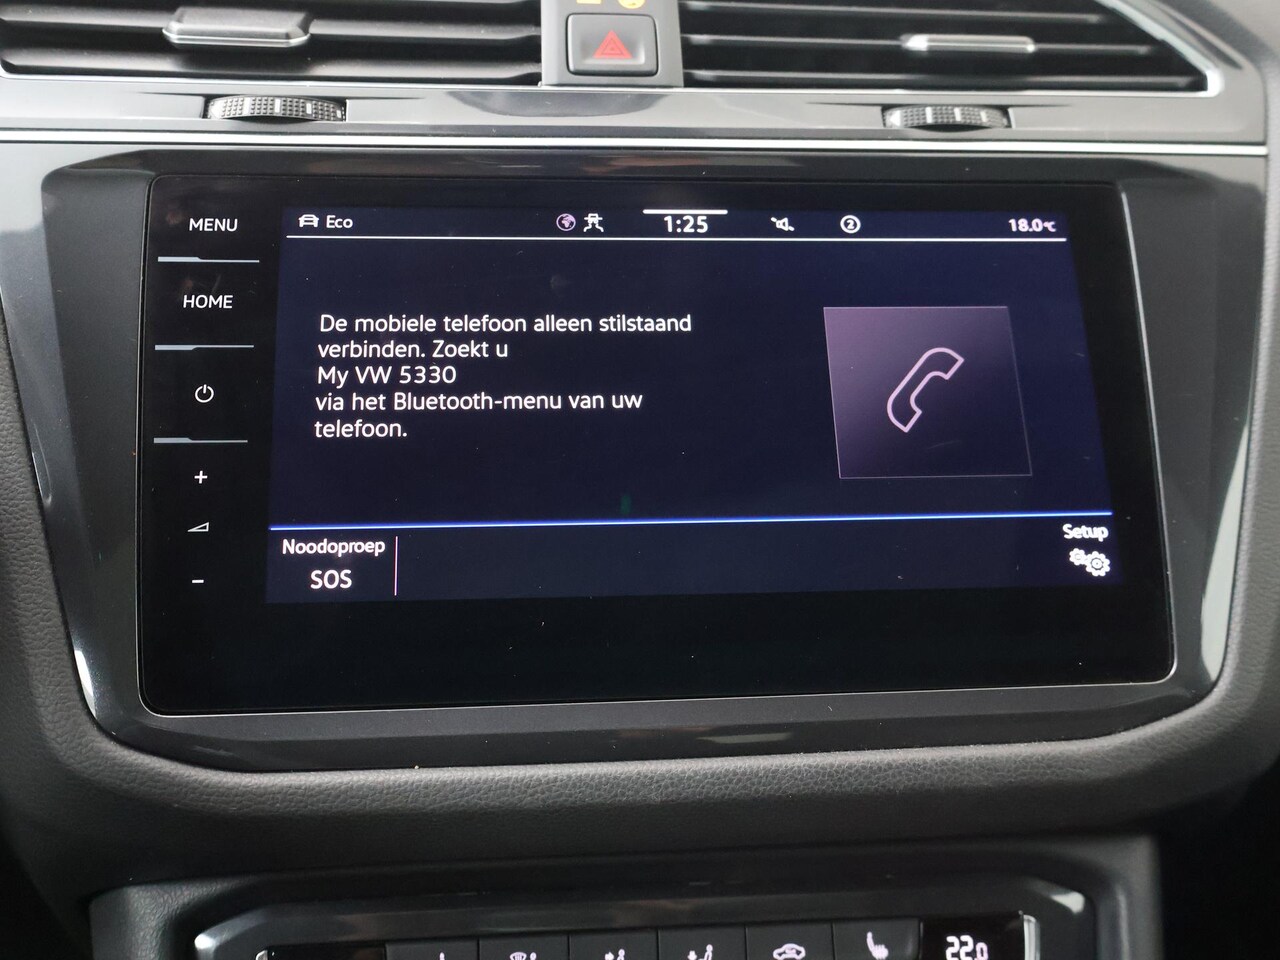 MENU
Eco
1:25
2
18.0°C
HOME
De mobiele telefoon alleen stilstaand
verbinden. Zoekt u
My VW 5330
via het Bluetooth-menu van uw
telefoon.
+
-
Noodoproep
SOS
Setup
22.0